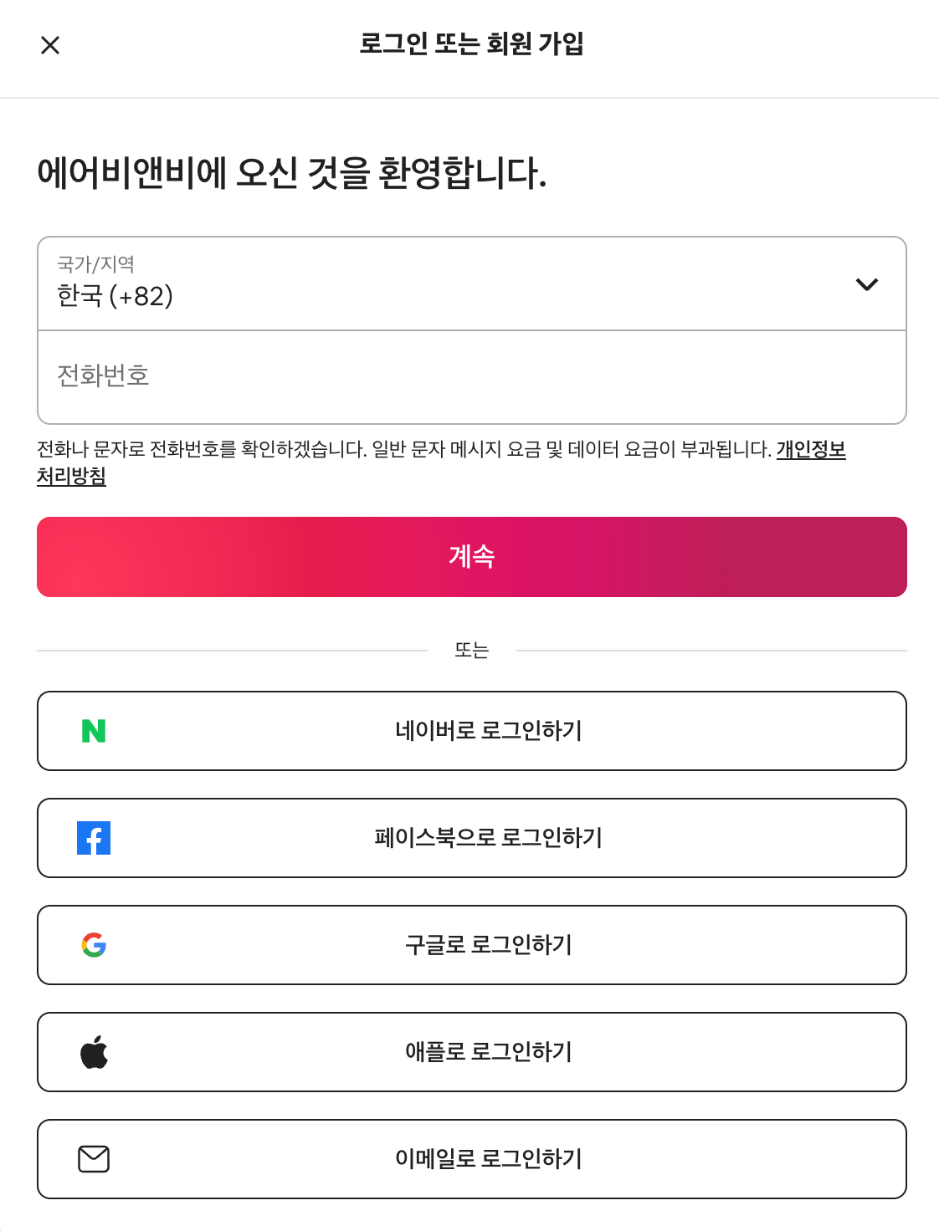 로그인 또는 회원 가입
에어비앤비에 오신 것을 환영합니다.
국가/지역
한국 (+82)
전화번호
전화나 문자로 전화번호를 확인하겠습니다. 일반 문자 메시지 요금 및 데이터 요금이 부과됩니다. 개인정보
처리방침
계속
또는
네이버로 로그인하기
페이스북으로 로그인하기
구글로 로그인하기
애플로 로그인하기
이메일로 로그인하기